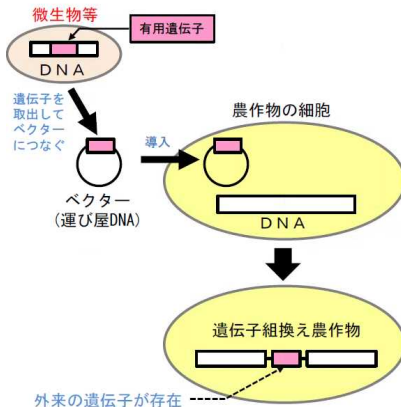 微生物等
有用遺伝子
DNA
遺伝子を
取出して
ベクター
につなぐ
導入
農作物の細胞
ベクター
(運び屋DNA)
DNA
遺伝子組換え農作物
外来の遺伝子が存在